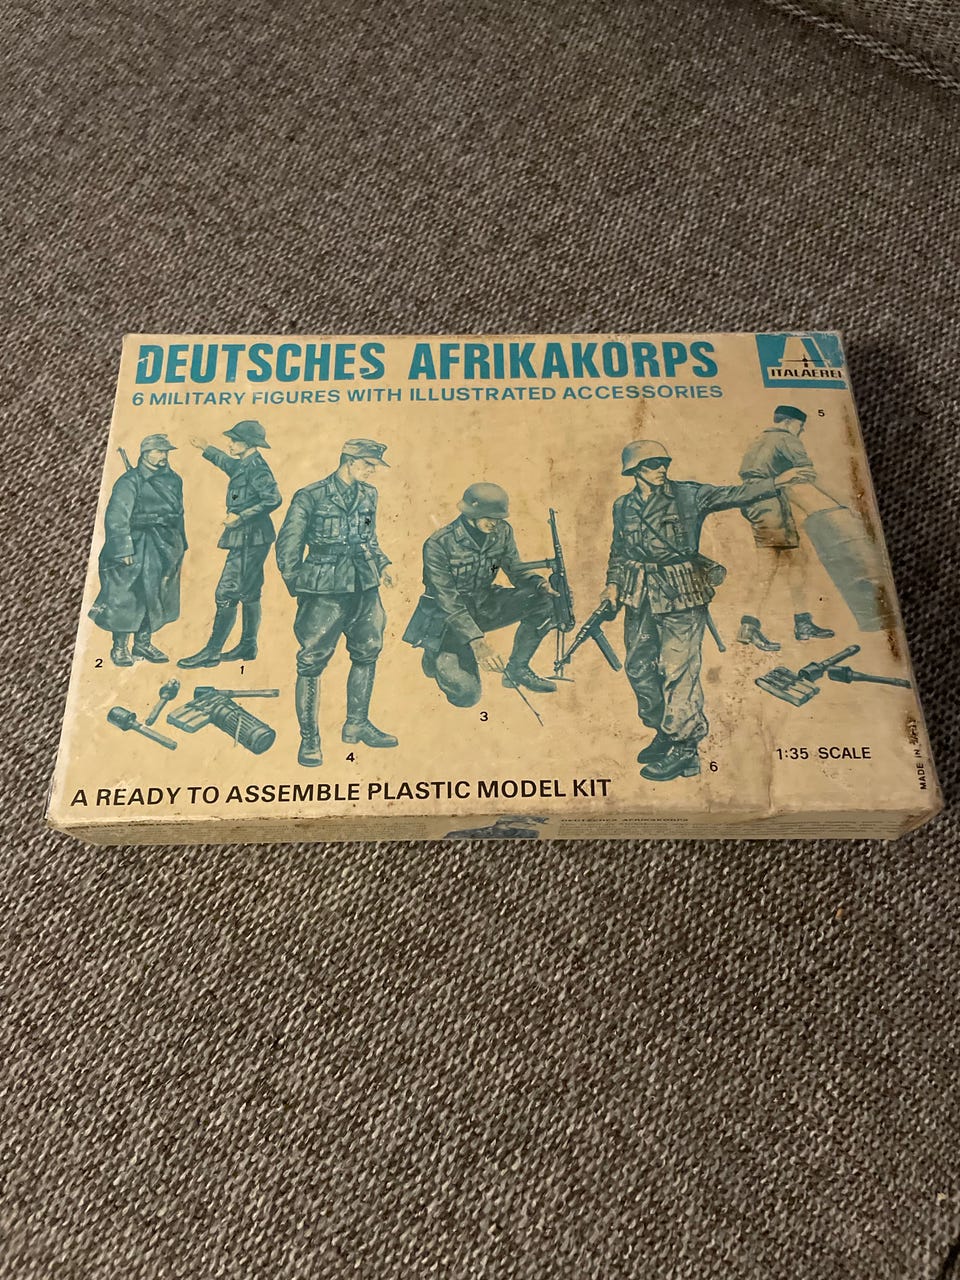 DEUTSCHES AFRIKAKORPS
ITALAEREI
6 MILITARY FIGURES WITH ILLUSTRATED ACCESSORIES
5
2
1
3
4
6
1:35 SCALE
MADE IN
A READY TO ASSEMBLE PLASTIC MODEL KIT
DEUTSCHES AFRIKAKORPS